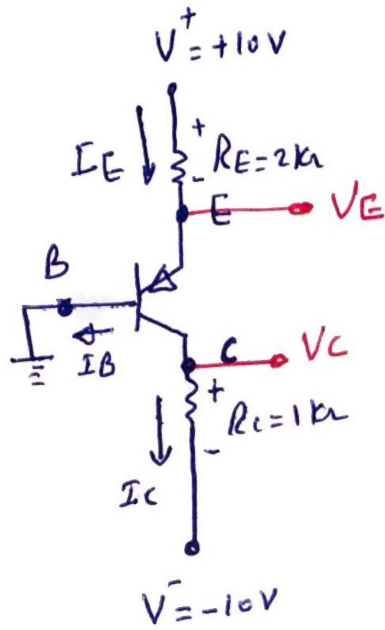 V⁺=+10V
+
IE RE=2kΩ
-
E VE
B
IB
C VC
+
RC=1kΩ
-
IC
V⁻=-10V